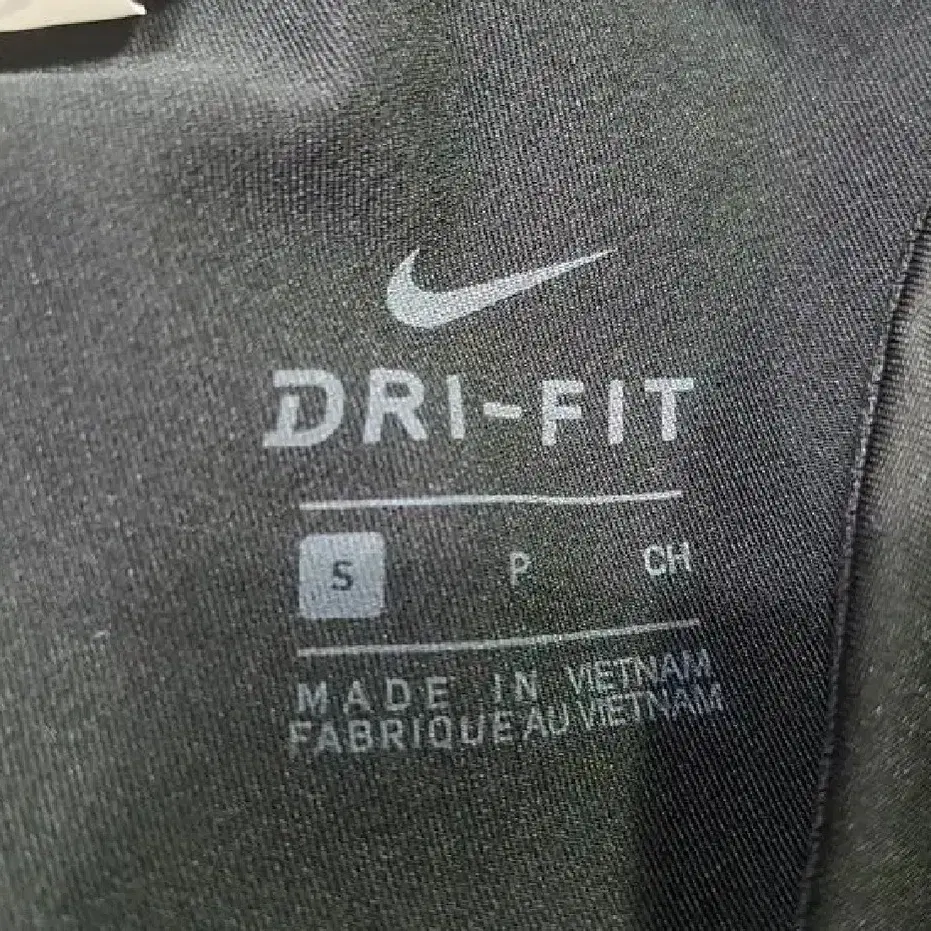 DRI-FIT
S P CH
MADE IN VIETNAM
FABRIQUE AU VIETNAM